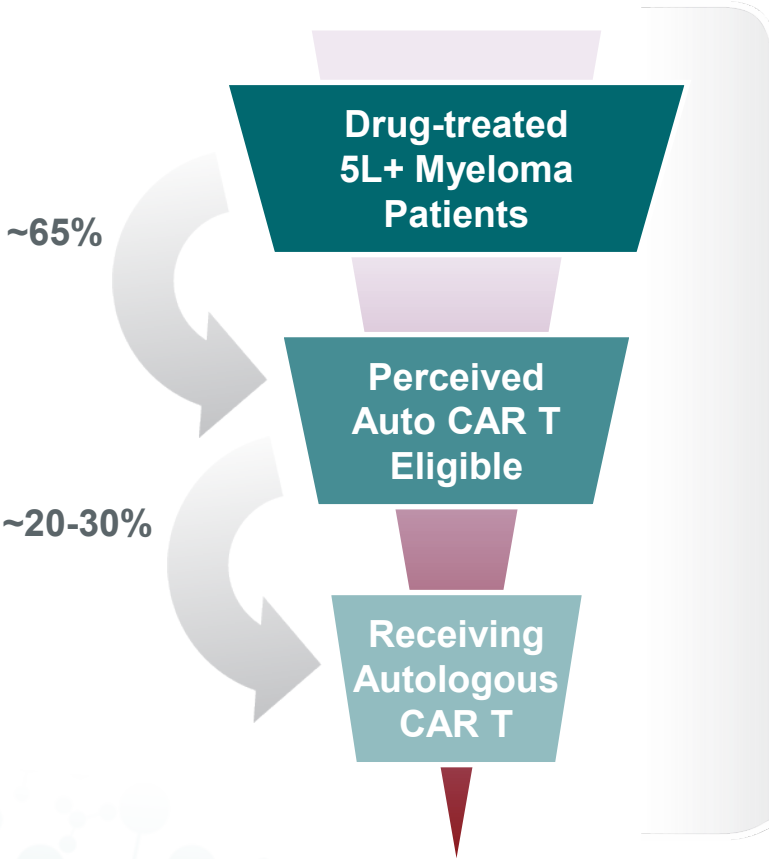 Drug-treated
5L+ Myeloma
Patients
~65%
Perceived
Auto CAR T
Eligible
~20-30%
Receiving
Autologous
CAR T